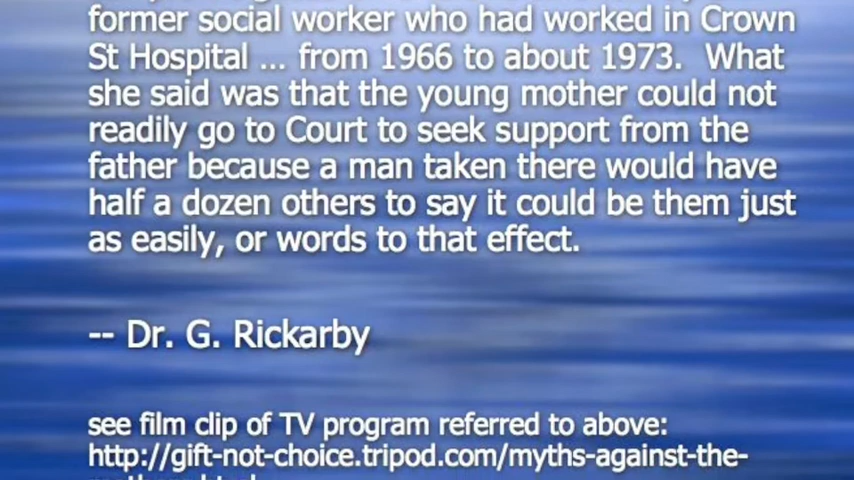 former social worker who had worked in Crown
St Hospital ... from 1966 to about 1973. What
she said was that the young mother could not
readily go to Court to seek support from the
father because a man taken there would have
half a dozen others to say it could be them just
as easily, or words to that effect.
-- Dr. G. Rickarby
see film clip of TV program referred to above:
http://gift-not-choice.tripod.com/myths-against-the-